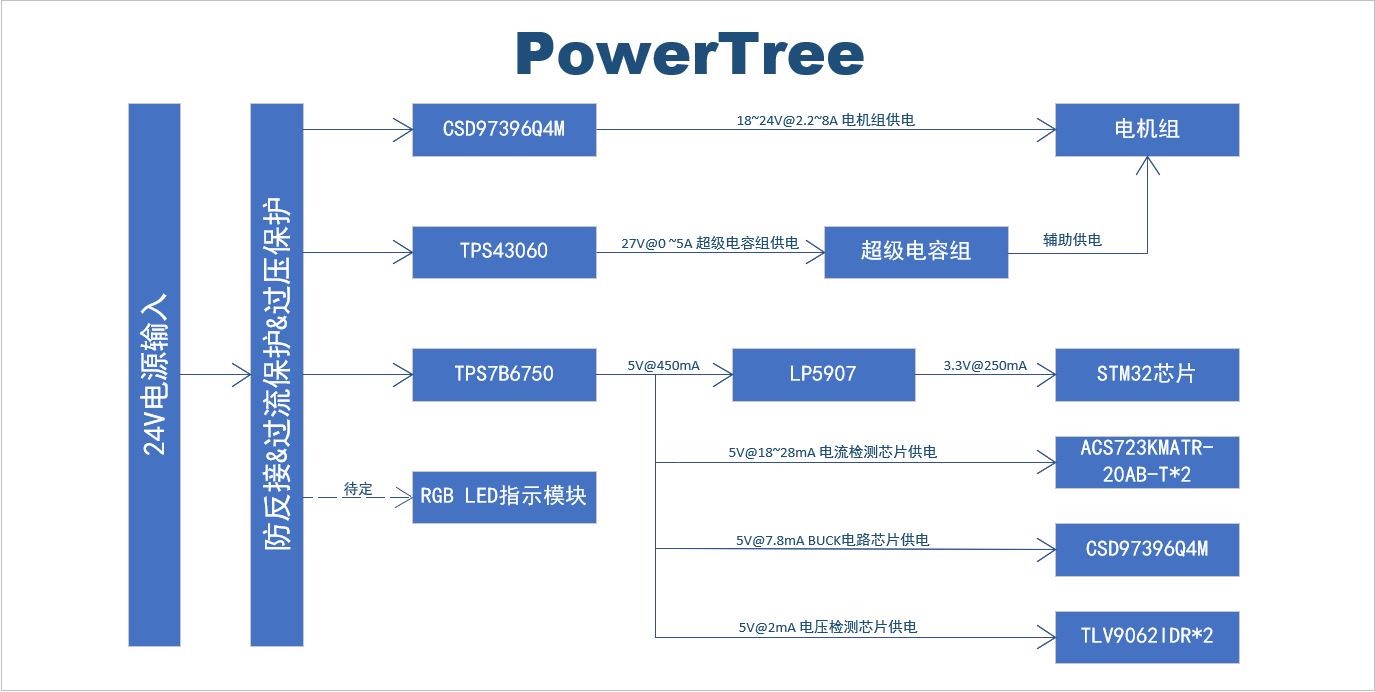 PowerTree
24V电源输入
防反接&过流保护&过压保护
CSD97396Q4M
18~24V@2.2~8A 电机组供电
电机组
TPS43060
27V@0 ~5A 超级电容组供电
超级电容组
辅助供电
TPS7B6750
5V@450mA
LP5907
3.3V@250mA
STM32芯片
5V@18~28mA 电流检测芯片供电
ACS723KMATR-
20AB-T*2
待定
RGB LED指示模块
5V@7.8mA BUCK电路芯片供电
CSD97396Q4M
5V@2mA 电压检测芯片供电
TLV9062IDR*2